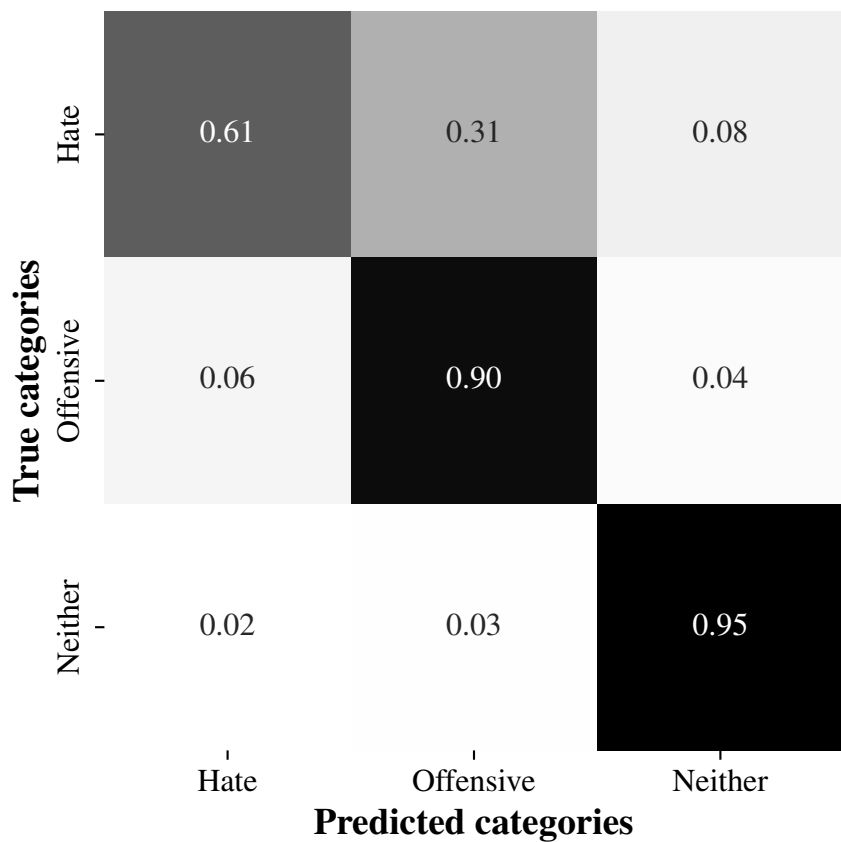 True categories
Hate
0.61 0.31 0.08
Offensive
0.06 0.90 0.04
Neither
0.02 0.03 0.95
Hate Offensive Neither
Predicted categories